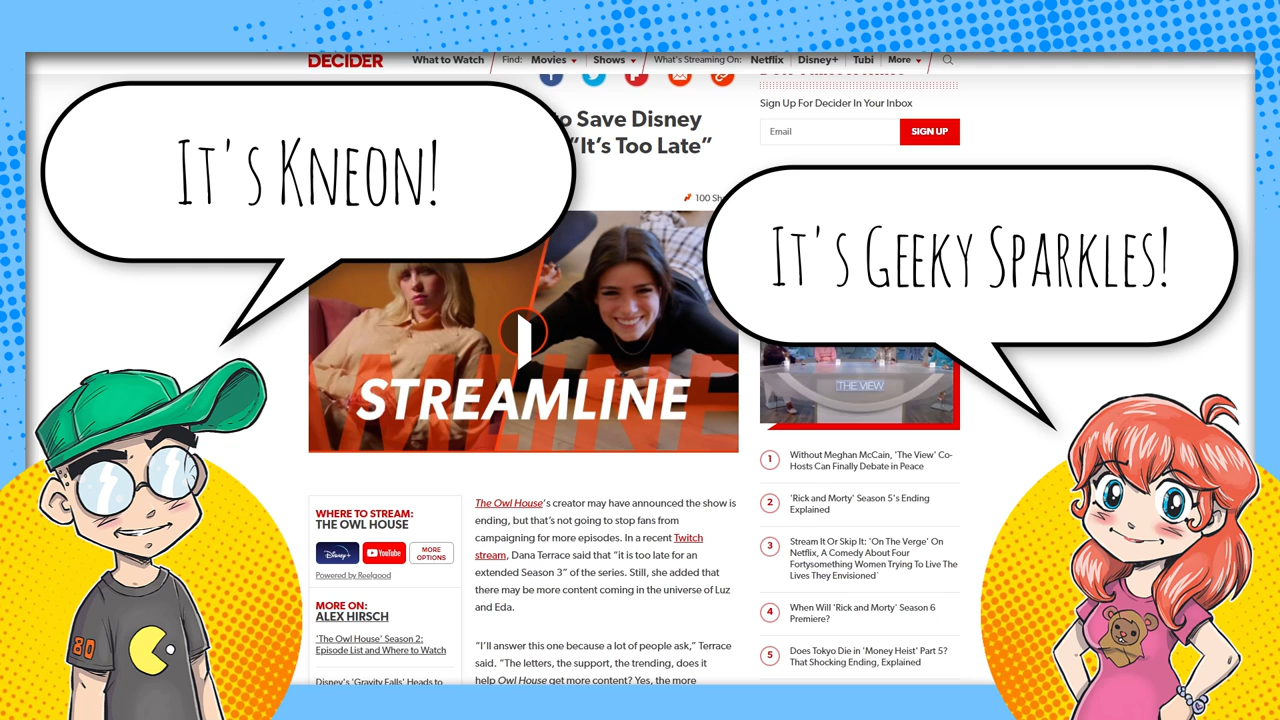 DECIDER
What to Watch
Find:
Movies
Shows
What's Streaming On:
Netflix
Disney+
Tubi
More
It's Kneon!
to Save Disney
“It’s Too Late”
100
Sign Up For Decider In Your Inbox
Email
SIGN UP
It's Geeky Sparkles!
STREAMLINE
THE VIEW
WHERE TO STREAM:
THE OWL HOUSE
Disney+
YouTube
MORE
OPTIONS
Powered by Reelgood
MORE ON:
ALEX HIRSCH
'The Owl House' Season 2:
Episode List and Where to Watch
Disney's 'Gravity Falls' Heads to
The Owl House‘s creator may have announced the show is
ending, but that’s not going to stop fans from
campaigning for more episodes. In a recent Twitch
stream, Dana Terrace said that “it is too late for an
extended Season 3” of the series. Still, she added that
there may be more content coming in the universe of Luz
and Eda.
“I’ll answer this one because a lot of people ask,” Terrace
said. “The letters, the support, the trending, does it
help Owl House get more content? Yes, the more
1
Without Meghan McCain, 'The View' Co-
Hosts Can Finally Debate in Peace
2
'Rick and Morty' Season 5's Ending
Explained
3
Stream It Or Skip It: 'On The Verge' On
Netflix, A Comedy About Four
Fortysomething Women Trying To Live The
Lives They Envisioned`
4
When Will 'Rick and Morty' Season 6
Premiere?
5
Does Tokyo Die in 'Money Heist' Part 5?
That Shocking Ending, Explained
80